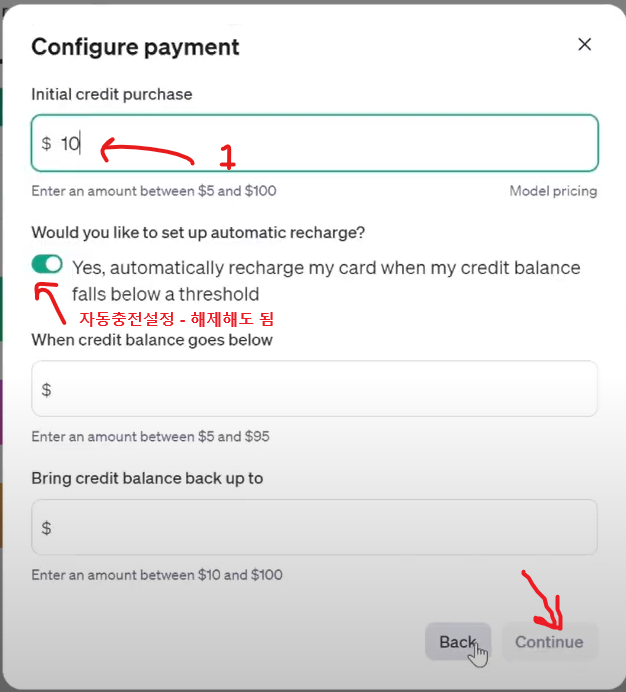 Configure payment
Initial credit purchase
$ 10
1
Enter an amount between $5 and $100
Model pricing
Would you like to set up automatic recharge?
Yes, automatically recharge my card when my credit balance
falls below a threshold
자동충전설정 - 해제해도 됨
When credit balance goes below
$
Enter an amount between $5 and $95
Bring credit balance back up to
$
Enter an amount between $10 and $100
Back
Continue